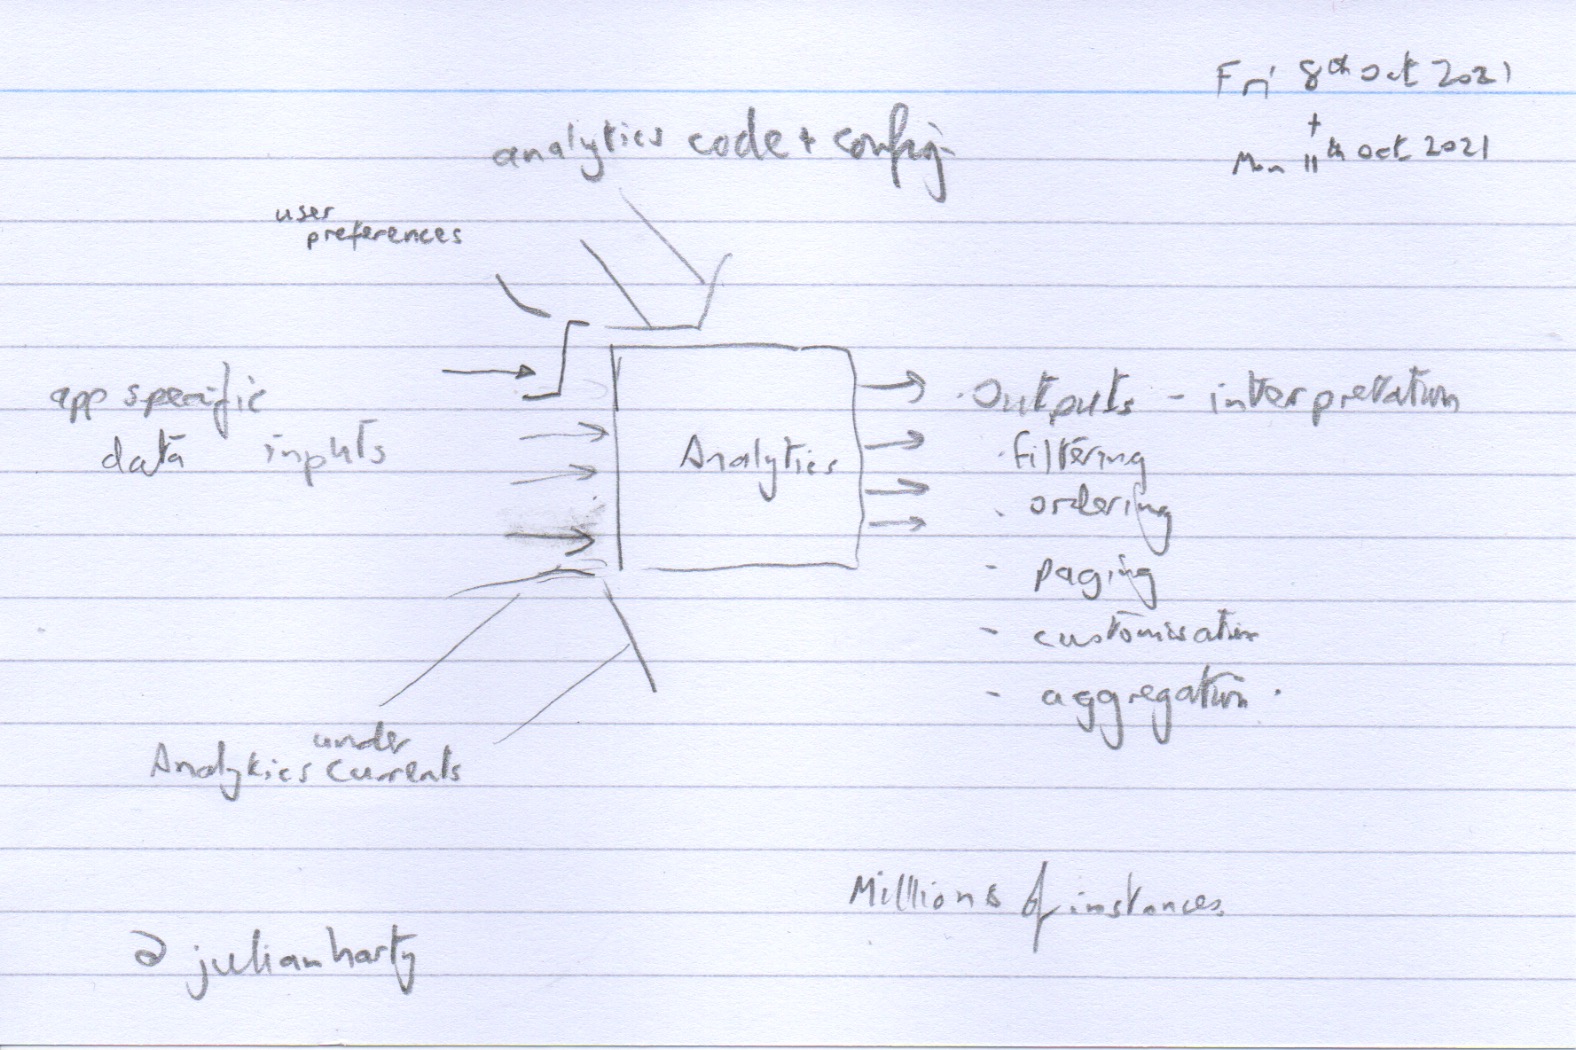 Fri 8th Oct 2021
+
Mon 11th Oct 2021
analytics code + config
user
preferences
app specific
data inputs
Analytics
Outputs - interpretation
· filtering
· ordering
- paging
- customisation
- aggregation
under
Analytics currents
Millions of instances
@julianharty